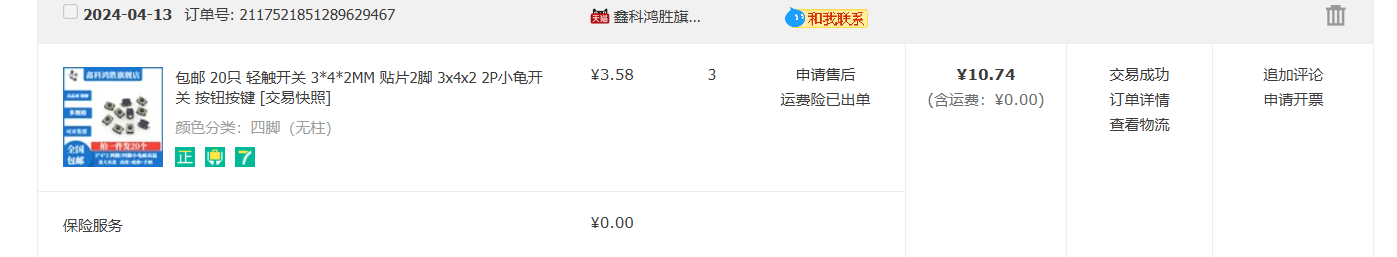 2024-04-13 订单号: 2117521851289629467 天猫 鑫科鸿胜旗... 和我联系
包邮 20只 轻触开关 3*4*2MM 贴片2脚 3x4x2 2P小龟开 ¥3.58 3 申请售后 ¥10.74 交易成功 追加评论
关 按钮按键 [交易快照] 运费险已出单 (含运费：¥0.00) 订单详情 申请开票
颜色分类：四脚（无柱） 查看物流
鑫科鸿胜旗舰店
全国
包邮
拍一件发20个
正 7
保险服务 ¥0.00